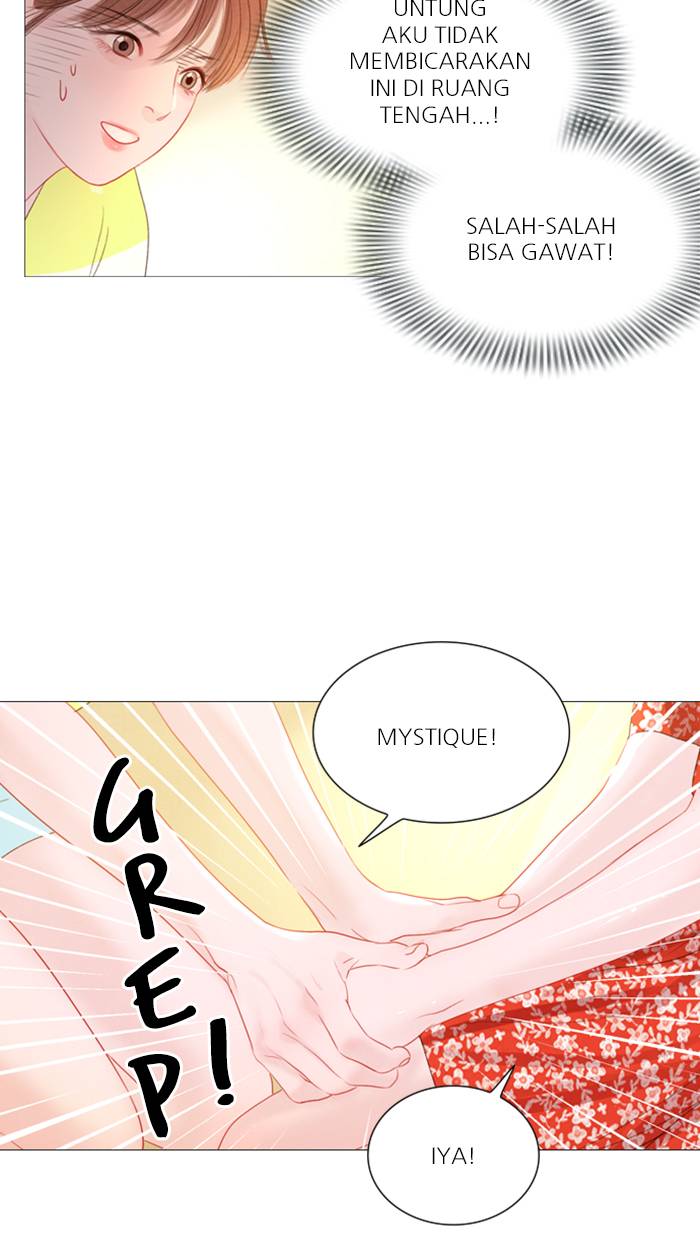 UNTUNG
AKU TIDAK
MEMBICARAKAN
INI DI RUANG
TENGAH...!
SALAH-SALAH
BISA GAWAT!
MYSTIQUE!
GREP!
IYA!